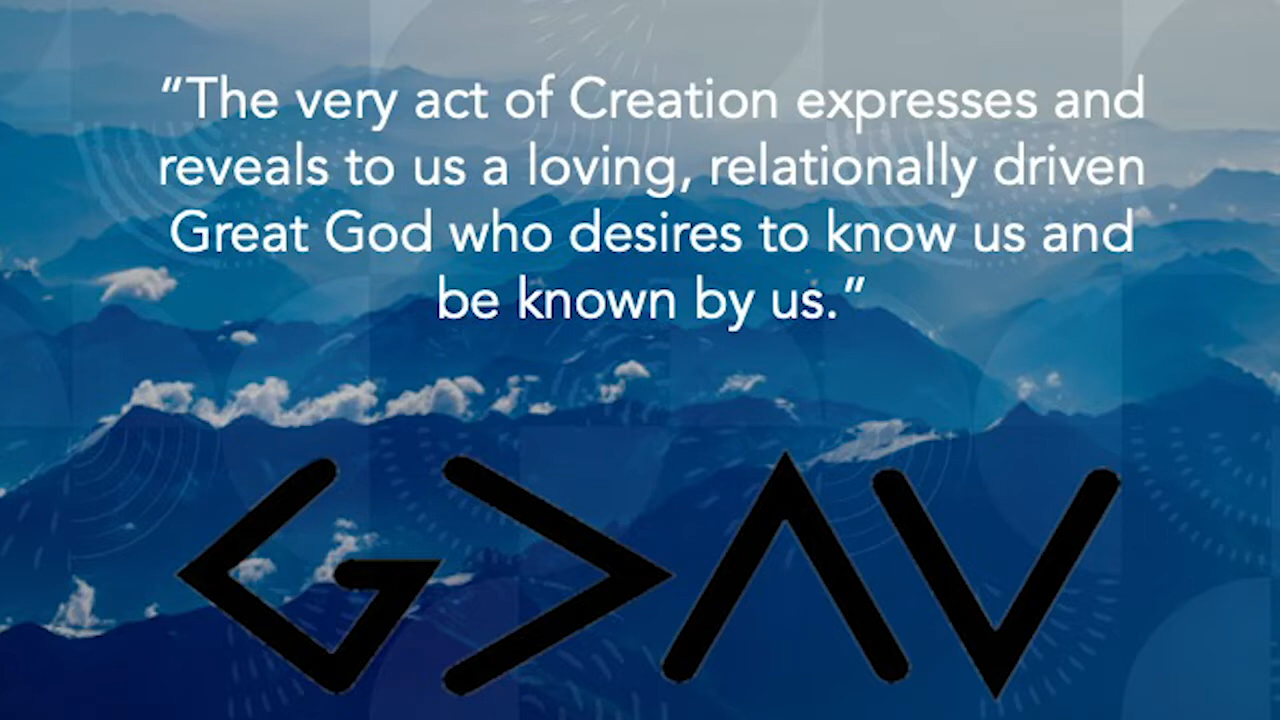 “The very act of Creation expresses and
reveals to us a loving, relationally driven
Great God who desires to know us and
be known by us.”
G>ΛV